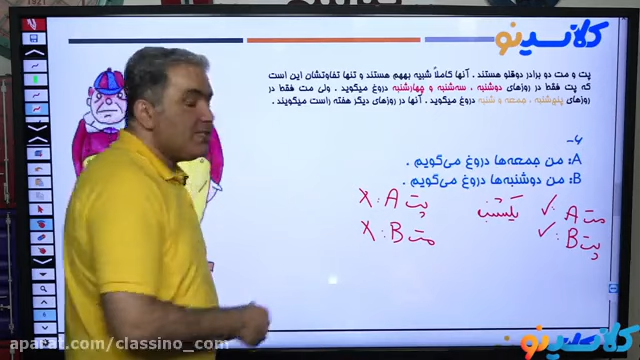 کلاسینو
پت و مت دو برادر دوقلو هستند . آنها کاملاً شبیه بههم هستند و تنها تفاوتشان این است
که پت فقط در روزهای دوشنبه ، سه‌شنبه و چهارشنبه دروغ میگوید . ولی مت فقط در
روزهای پنج‌شنبه ، جمعه و شنبه دروغ میگوید . آنها در روزهای دیگر هفته راست میگویند .
-۴
A: من جمعه‌ها دروغ می‌گویم .
B: من دوشنبه‌ها دروغ می‌گویم .
مت A : ✓ یکشنبه پت A : X
پت B : ✓ مت B : X
aparat.com/classino_com
کلاسینو